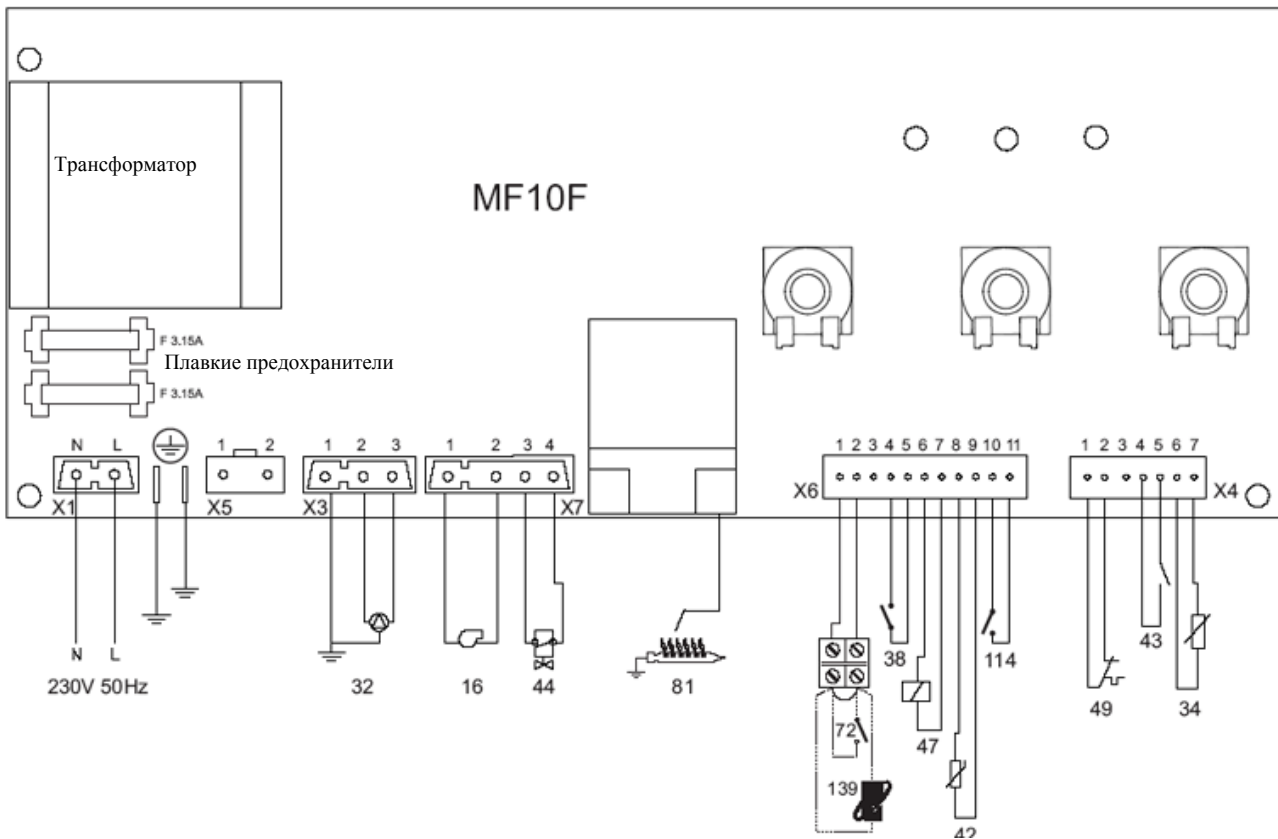 Трансформатор
MF10F
F 3.15A
Плавкие предохранители
F 3.15A
N L
1 2
1 2 3
1 2 3 4
1 2 3 4 5 6 7 8 9 10 11
1 2 3 4 5 6 7
X1
X5
X3
X7
X6
X4
N L
230V 50Hz
32
16
44
81
38
114
43
49
34
72
47
139
42